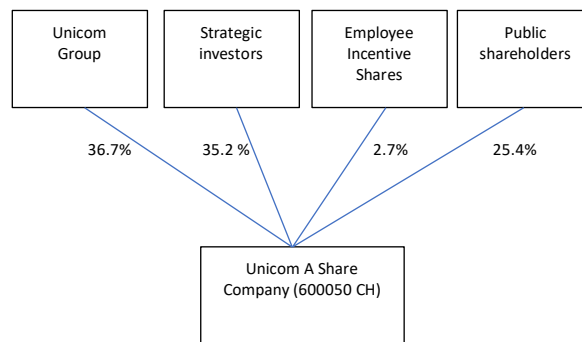 Unicom
Group
Strategic
investors
Employee
Incentive
Shares
Public
shareholders
36.7%
35.2 %
2.7%
25.4%
Unicom A Share
Company (600050 CH)